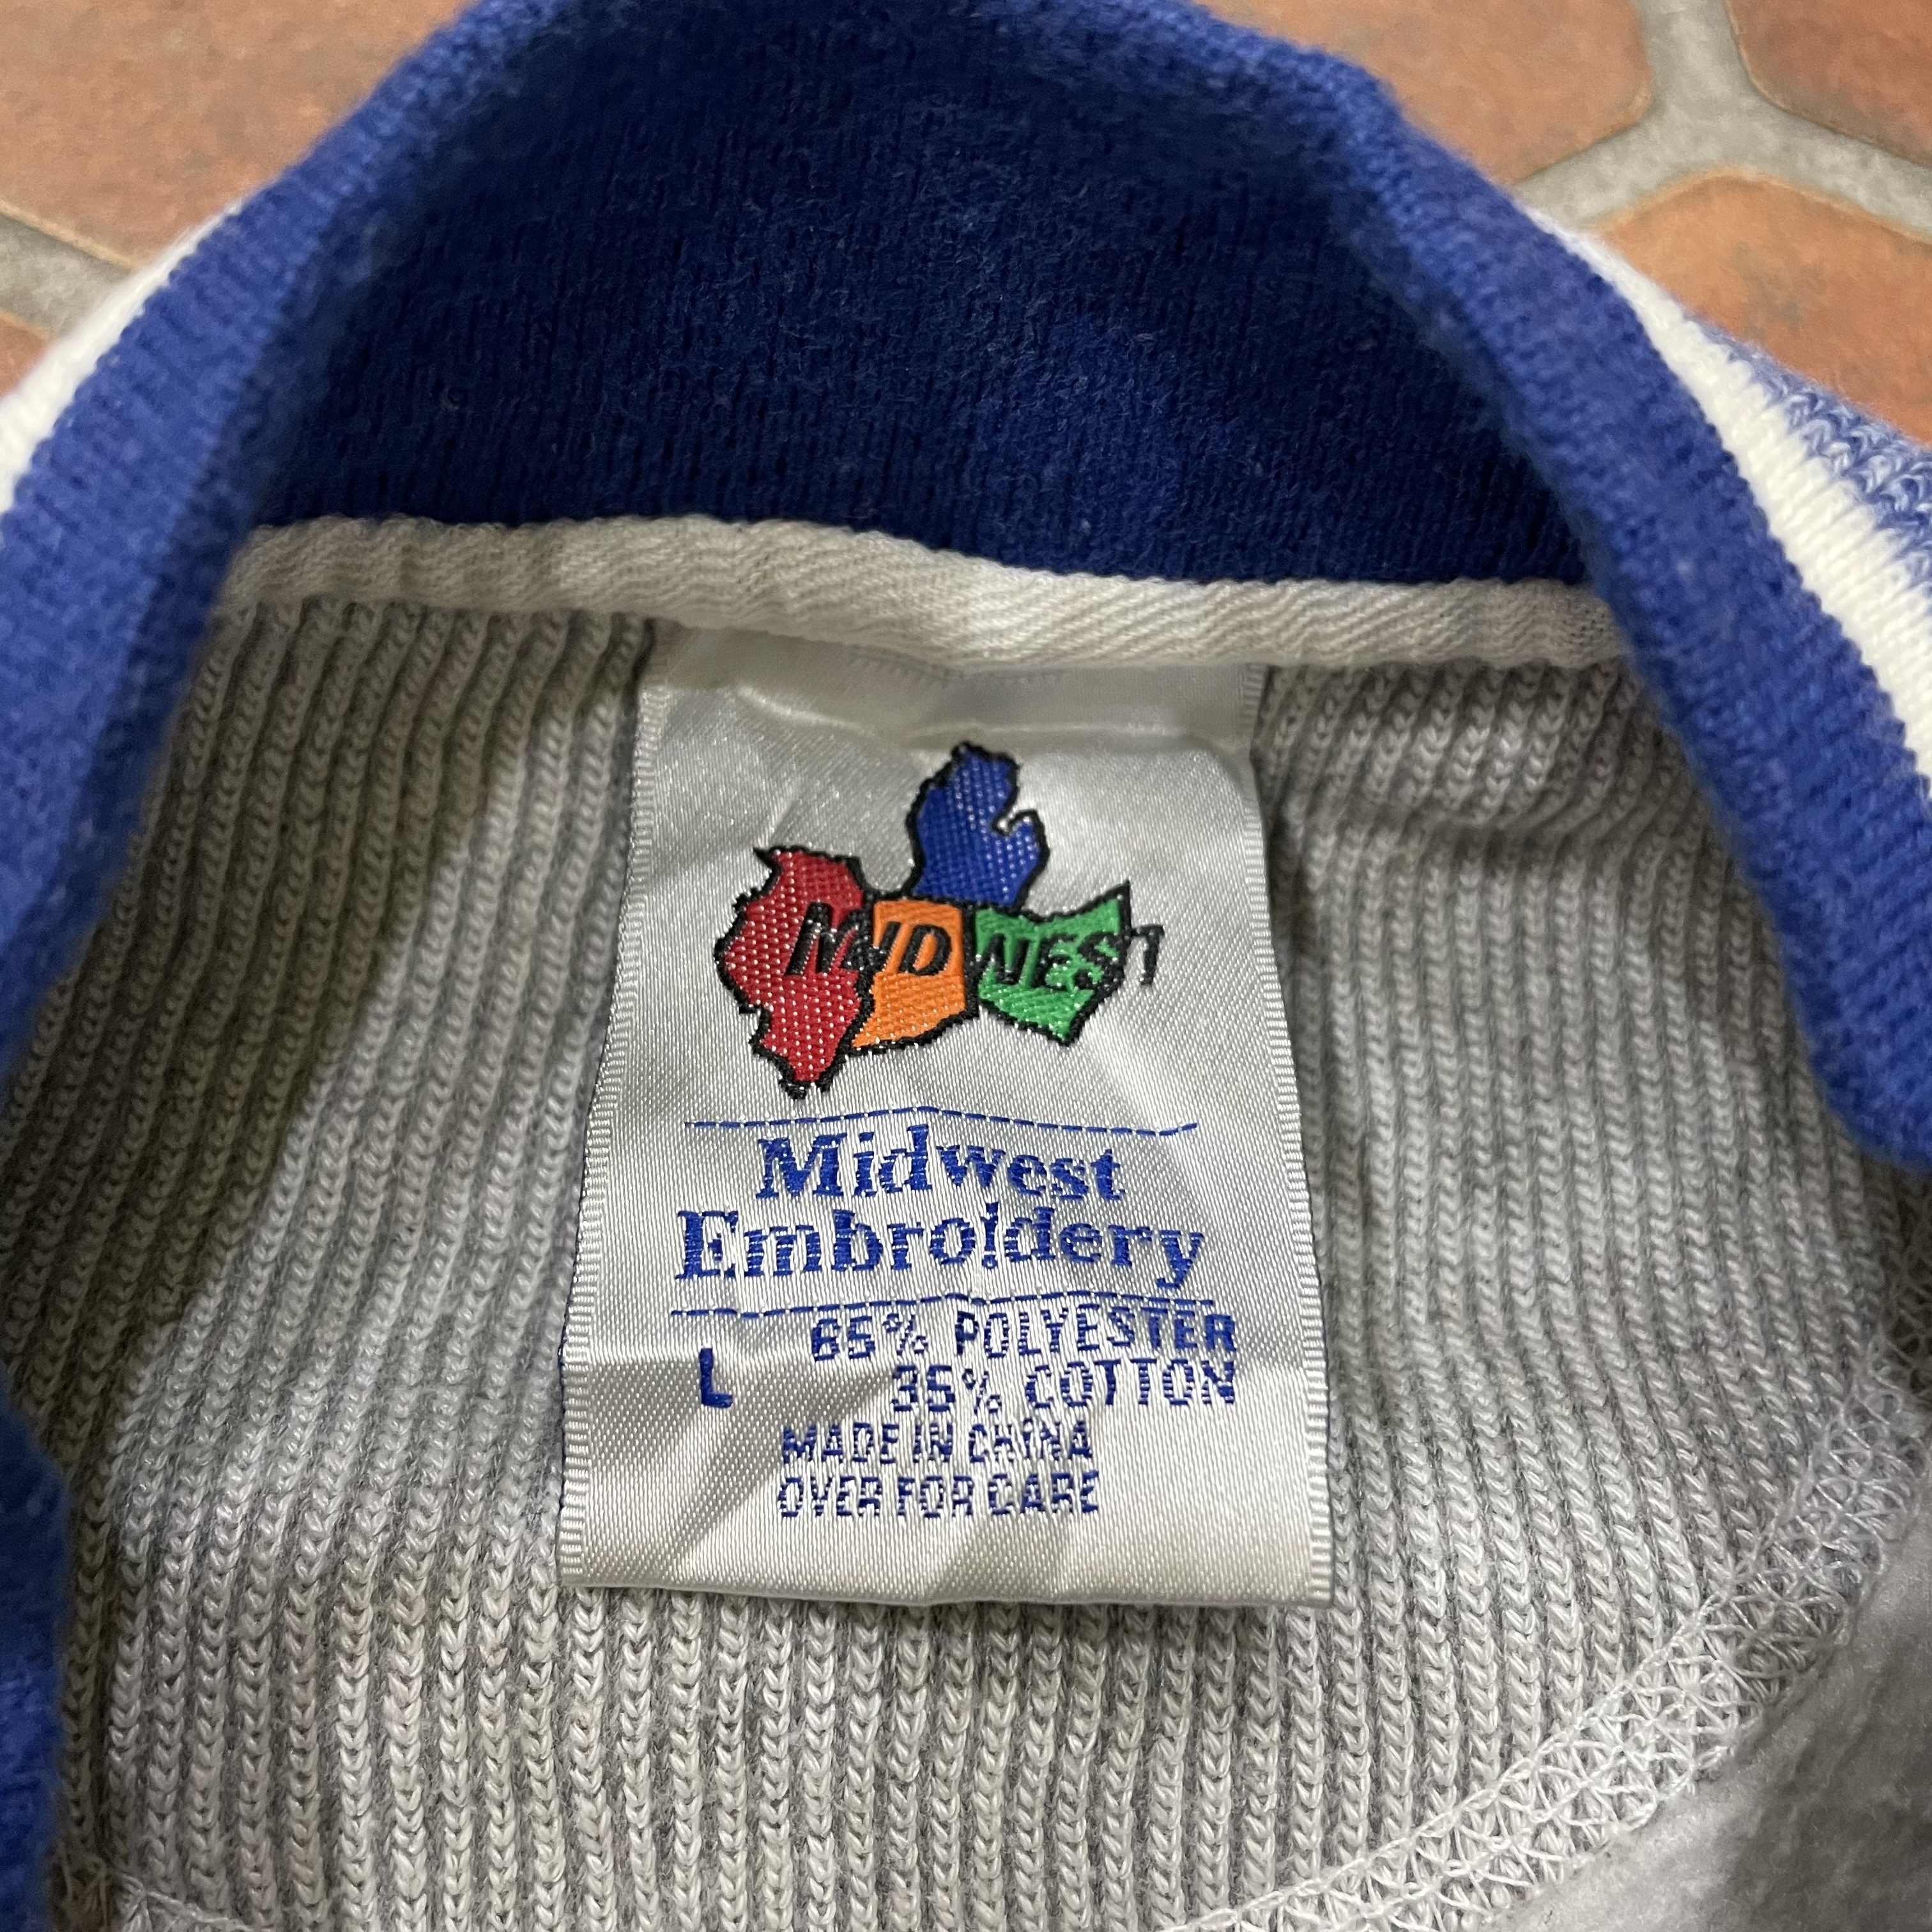 MIDWEST
Midwest
Embroidery
65% POLYESTER
L 35% COTTON
MADE IN CHINA
OVER FOR CARE